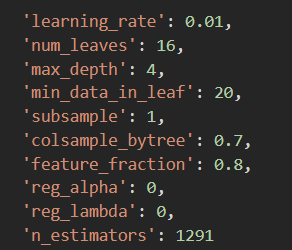 'learning_rate': 0.01,
'num_leaves': 16,
'max_depth': 4,
'min_data_in_leaf': 20,
'subsample': 1,
'colsample_bytree': 0.7,
'feature_fraction': 0.8,
'reg_alpha': 0,
'reg_lambda': 0,
'n_estimators': 1291